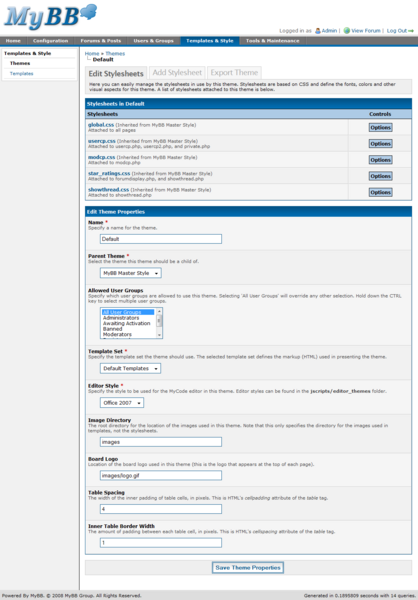 MyBB
Logged in as Admin | View Forum | Log Out
Home Configuration Forums & Posts Users & Groups Templates & Style Tools & Maintenance
Templates & Style
Themes
Templates
Home » Themes
Default
Edit Stylesheets Add Stylesheet Export Theme
Here you can easily manage the stylesheets in use by this theme. Stylesheets are based on CSS and define the fonts, colors and other
visual aspects for this theme. A list of stylesheets attached to this theme is below.
Stylesheets in Default
Stylesheets Controls
global.css (Inherited from MyBB Master Style)
Attached to all pages
Options
usercp.css (Inherited from MyBB Master Style)
Attached to usercp.php, usercp2.php, and private.php
Options
modcp.css (Inherited from MyBB Master Style)
Attached to modcp.php
Options
star_ratings.css (Inherited from MyBB Master Style)
Attached to forumdisplay.php, and showthread.php
Options
showthread.css (Inherited from MyBB Master Style)
Attached to showthread.php
Options
Edit Theme Properties
Name *
Specify a name for the theme.
Default
Parent Theme *
Select the theme this theme should be a child of.
MyBB Master Style
Allowed User Groups
Specify which user groups are allowed to use this theme. Selecting 'All User Groups' will override any other selection. Hold down the CTRL
key to select multiple user groups.
All User Groups
Administrators
Awaiting Activation
Banned
Moderators
Template Set *
Specify the template set the theme should use. The selected template set defines the markup (HTML) used in presenting the theme.
Default Templates
Editor Style *
Specify the style to be used for the MyCode editor in this theme. Editor styles can be found in the jscripts/editor_themes folder.
Office 2007
Image Directory
The root directory for the location of the images used in this theme. Note that this only specifies the directory for the images used in
templates, not the stylesheets.
images
Board Logo
Location of the board logo used in this theme (this is the logo that appears at the top of each page).
images/logo.gif
Table Spacing
The width of the inner padding of table cells, in pixels. This is HTML's cellpadding attribute of the table tag.
4
Inner Table Border Width
The amount of padding between each table cell, in pixels. This is HTML's cellspacing attribute of the table tag.
1
Save Theme Properties
Powered By MyBB. © 2008 MyBB Group. All Rights Reserved. Generated in 0.1895809 seconds with 14 queries.